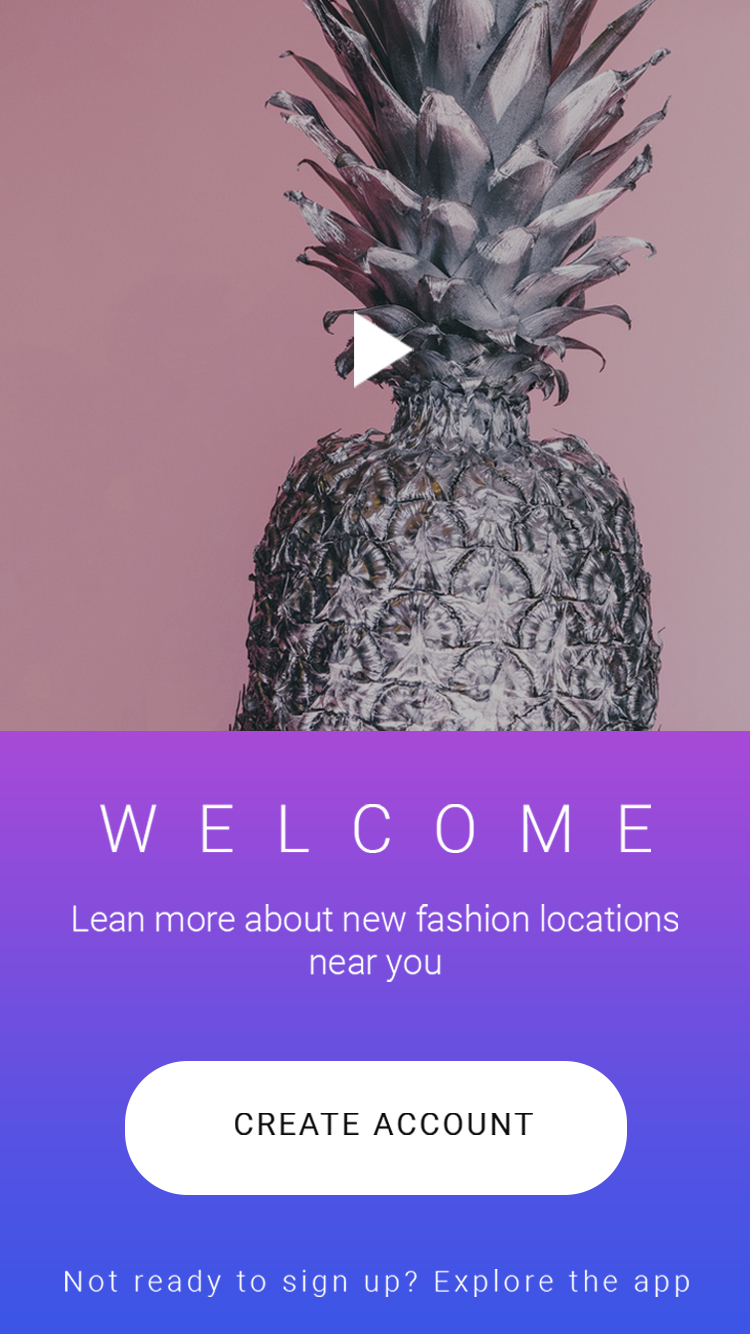 WELCOME
Lean more about new fashion locations
near you
CREATE ACCOUNT
Not ready to sign up? Explore the app